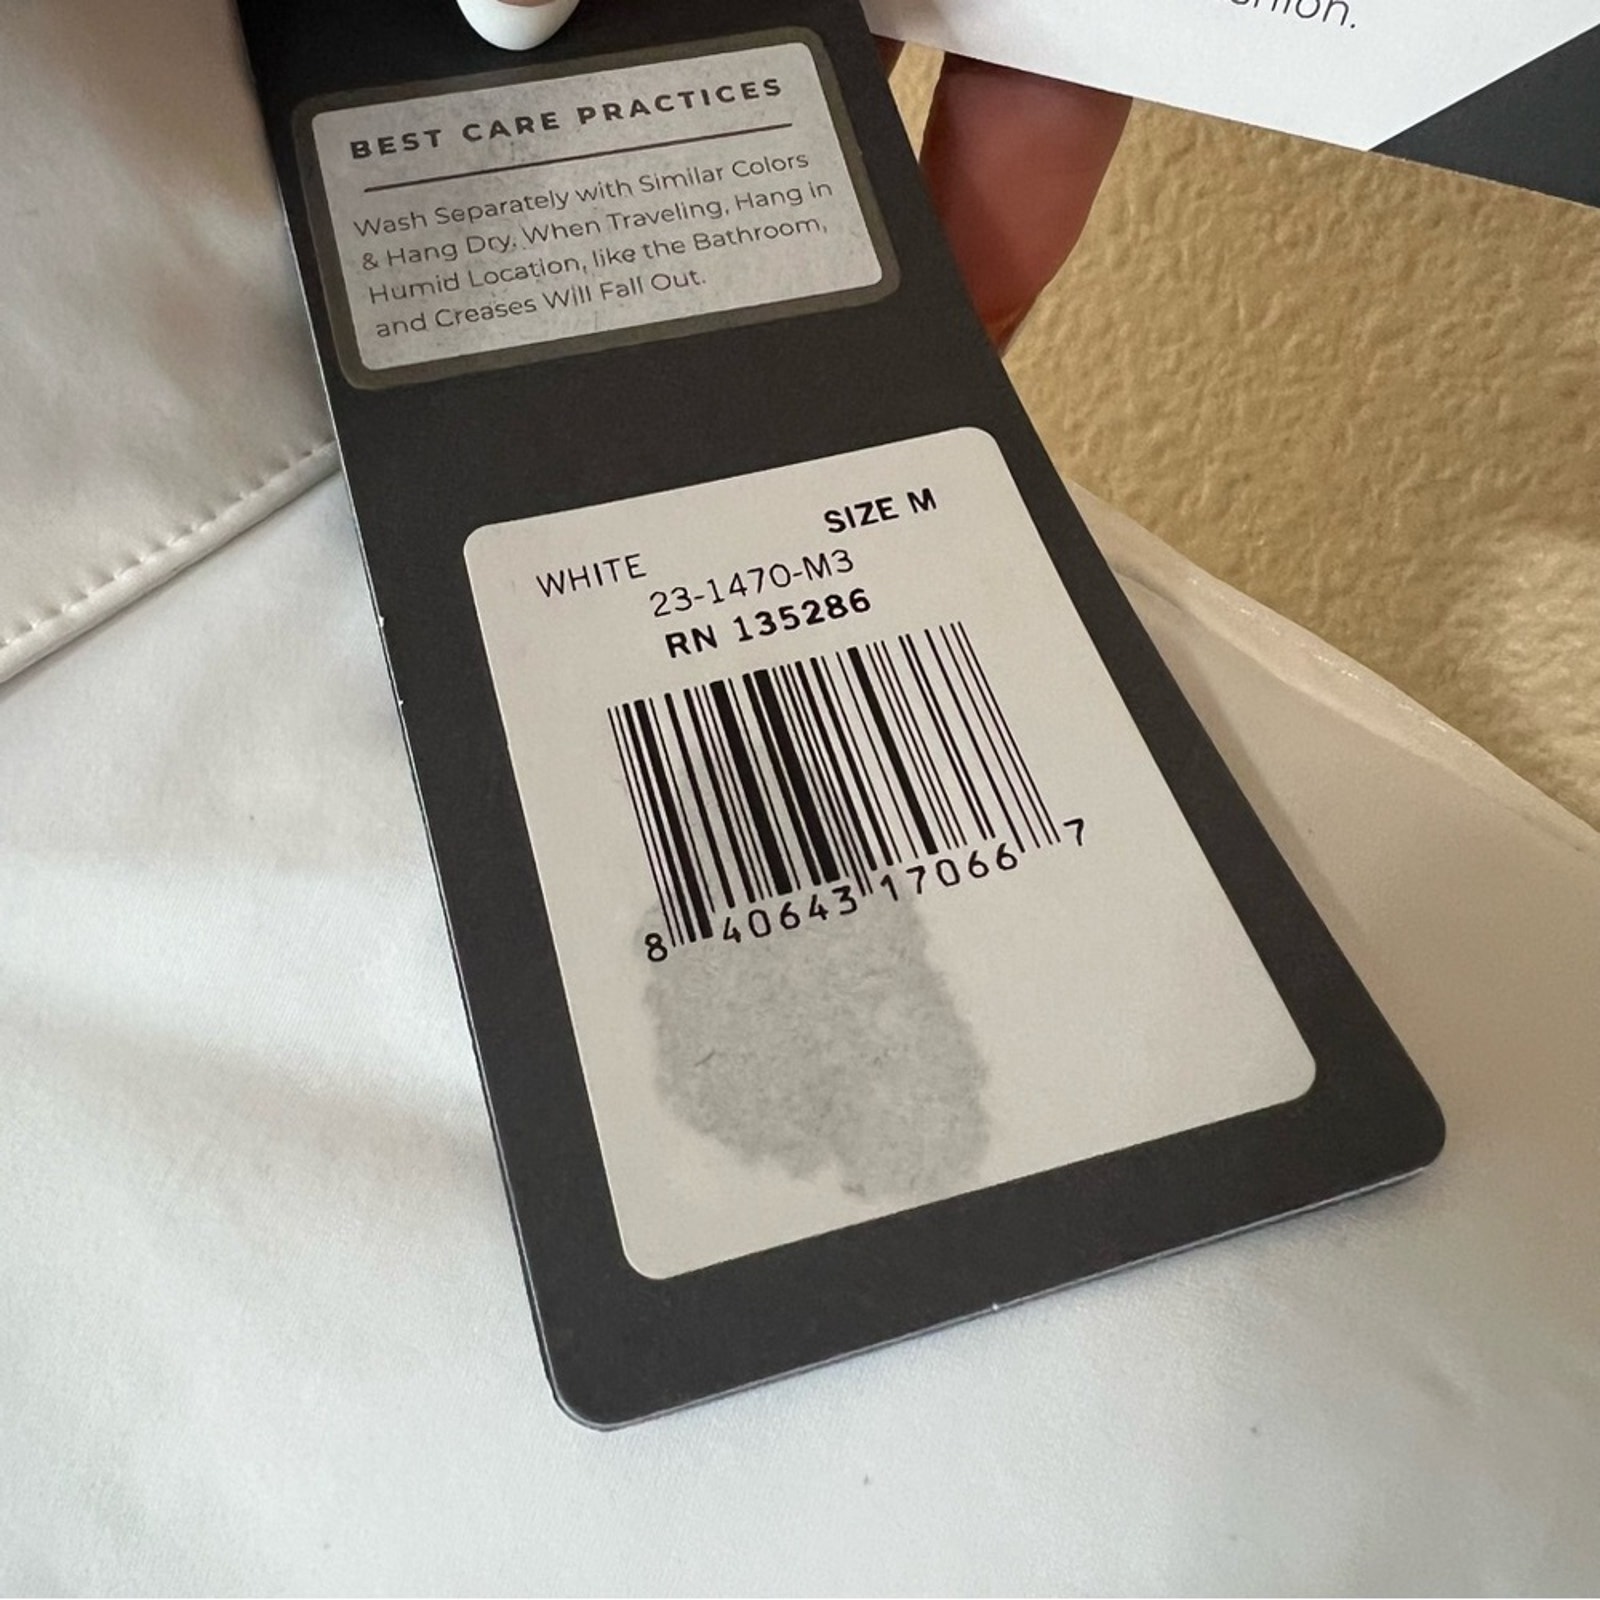 BEST CARE PRACTICES
Wash Separately with Similar Colors
& Hang Dry. When Traveling, Hang in
Humid Location, like the Bathroom,
and Creases Will Fall Out.
SIZE M
WHITE
23-1470-M3
RN 135286
8 40643 17066 7